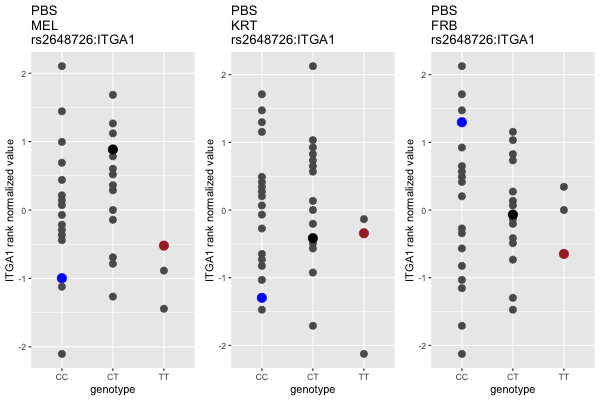 PBS
MEL
rs2648726:ITGA1
ITGA1 rank normalized value
2
1
0
-1
-2
CC CT TT
genotype
PBS
KRT
rs2648726:ITGA1
ITGA1 rank normalized value
2
1
0
-1
-2
CC CT TT
genotype
PBS
FRB
rs2648726:ITGA1
ITGA1 rank normalized value
2
1
0
-1
-2
CC CT TT
genotype